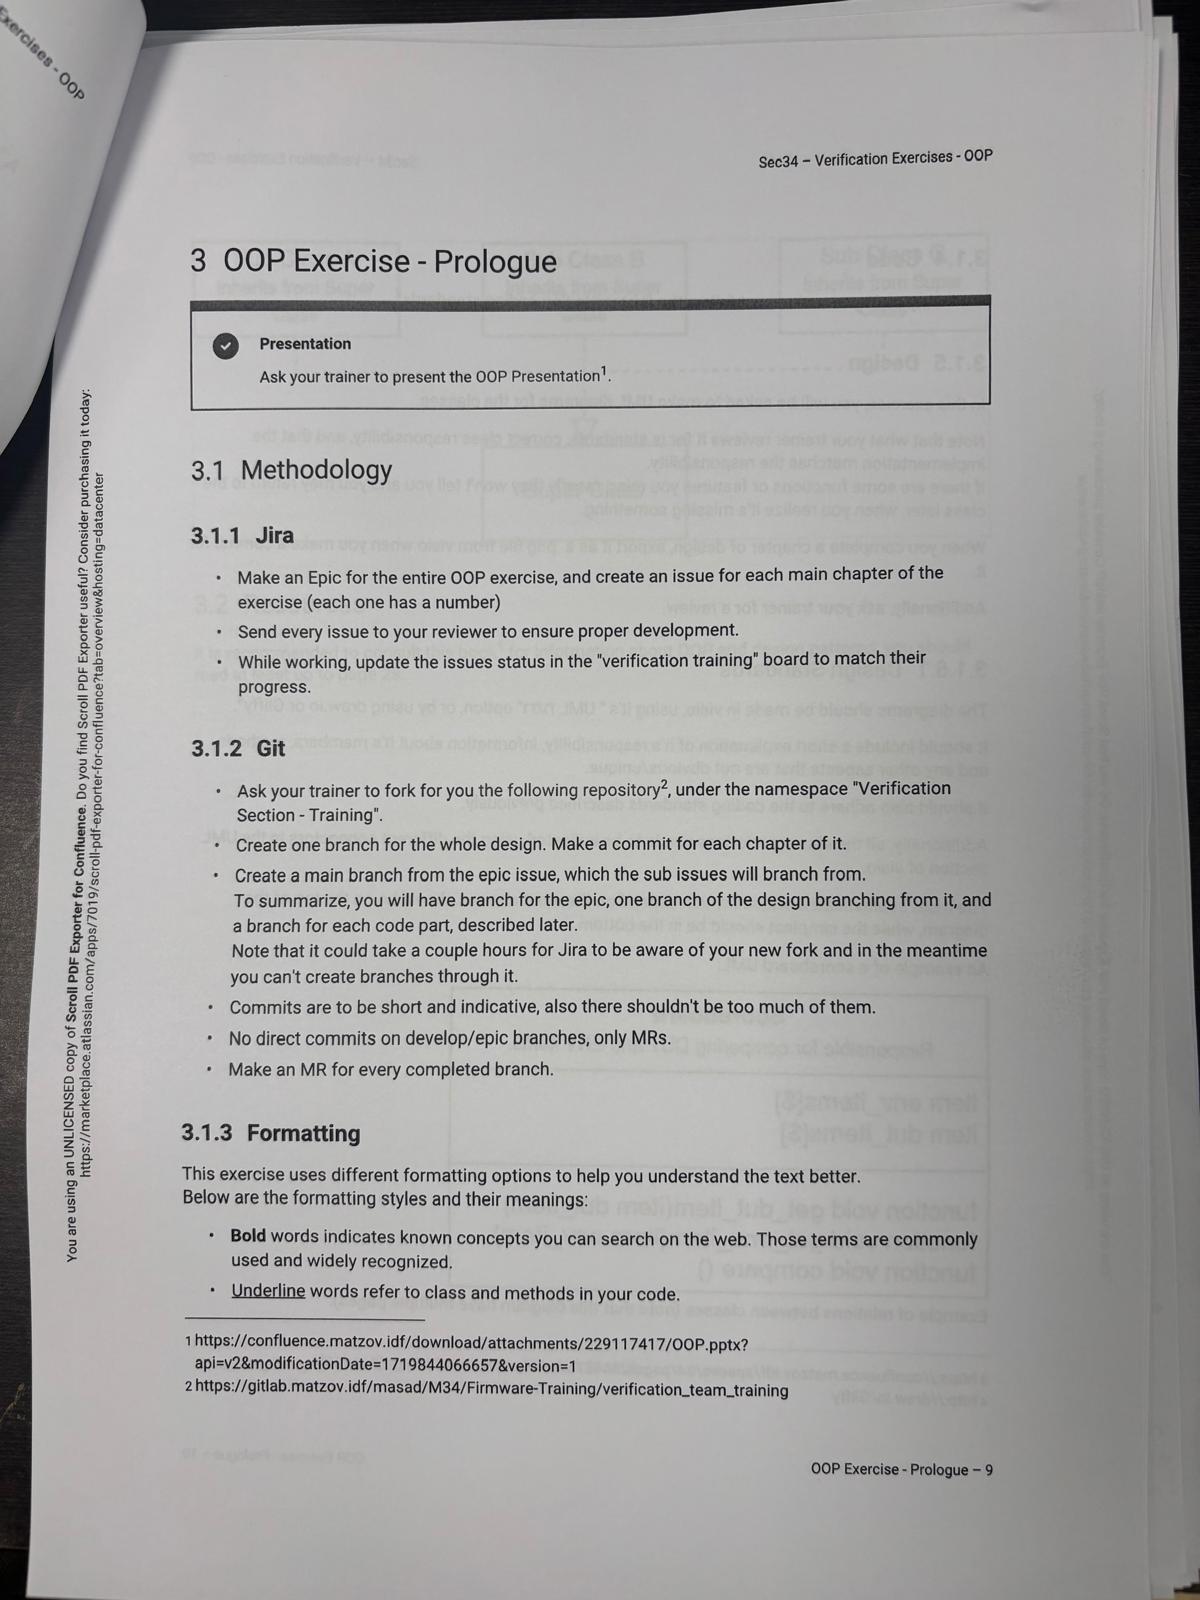 Exercises - OOP
Sec34 – Verification Exercises - OOP
3 OOP Exercise - Prologue
Presentation
Ask your trainer to present the OOP Presentation1.
3.1 Methodology
3.1.1 Jira
• Make an Epic for the entire OOP exercise, and create an issue for each main chapter of the
exercise (each one has a number)
• Send every issue to your reviewer to ensure proper development.
• While working, update the issues status in the "verification training" board to match their
progress.
3.1.2 Git
• Ask your trainer to fork for you the following repository2, under the namespace "Verification
Section - Training".
• Create one branch for the whole design. Make a commit for each chapter of it.
• Create a main branch from the epic issue, which the sub issues will branch from.
To summarize, you will have branch for the epic, one branch of the design branching from it, and
a branch for each code part, described later.
Note that it could take a couple hours for Jira to be aware of your new fork and in the meantime
you can't create branches through it.
• Commits are to be short and indicative, also there shouldn't be too much of them.
• No direct commits on develop/epic branches, only MRs.
• Make an MR for every completed branch.
3.1.3 Formatting
This exercise uses different formatting options to help you understand the text better.
Below are the formatting styles and their meanings:
• Bold words indicates known concepts you can search on the web. Those terms are commonly
used and widely recognized.
• Underline words refer to class and methods in your code.
1 https://confluence.matzov.idf/download/attachments/229117417/OOP.pptx?
api=v2&modificationDate=1719844066657&version=1
2 https://gitlab.matzov.idf/masad/M34/Firmware-Training/verification_team_training
OOP Exercise - Prologue – 9
You are using an UNLICENSED copy of Scroll PDF Exporter for Confluence. Do you find Scroll PDF Exporter useful? Consider purchasing it today:
https://marketplace.atlassian.com/apps/7019/scroll-pdf-exporter-for-confluence?tab=overview&hosting=datacenter